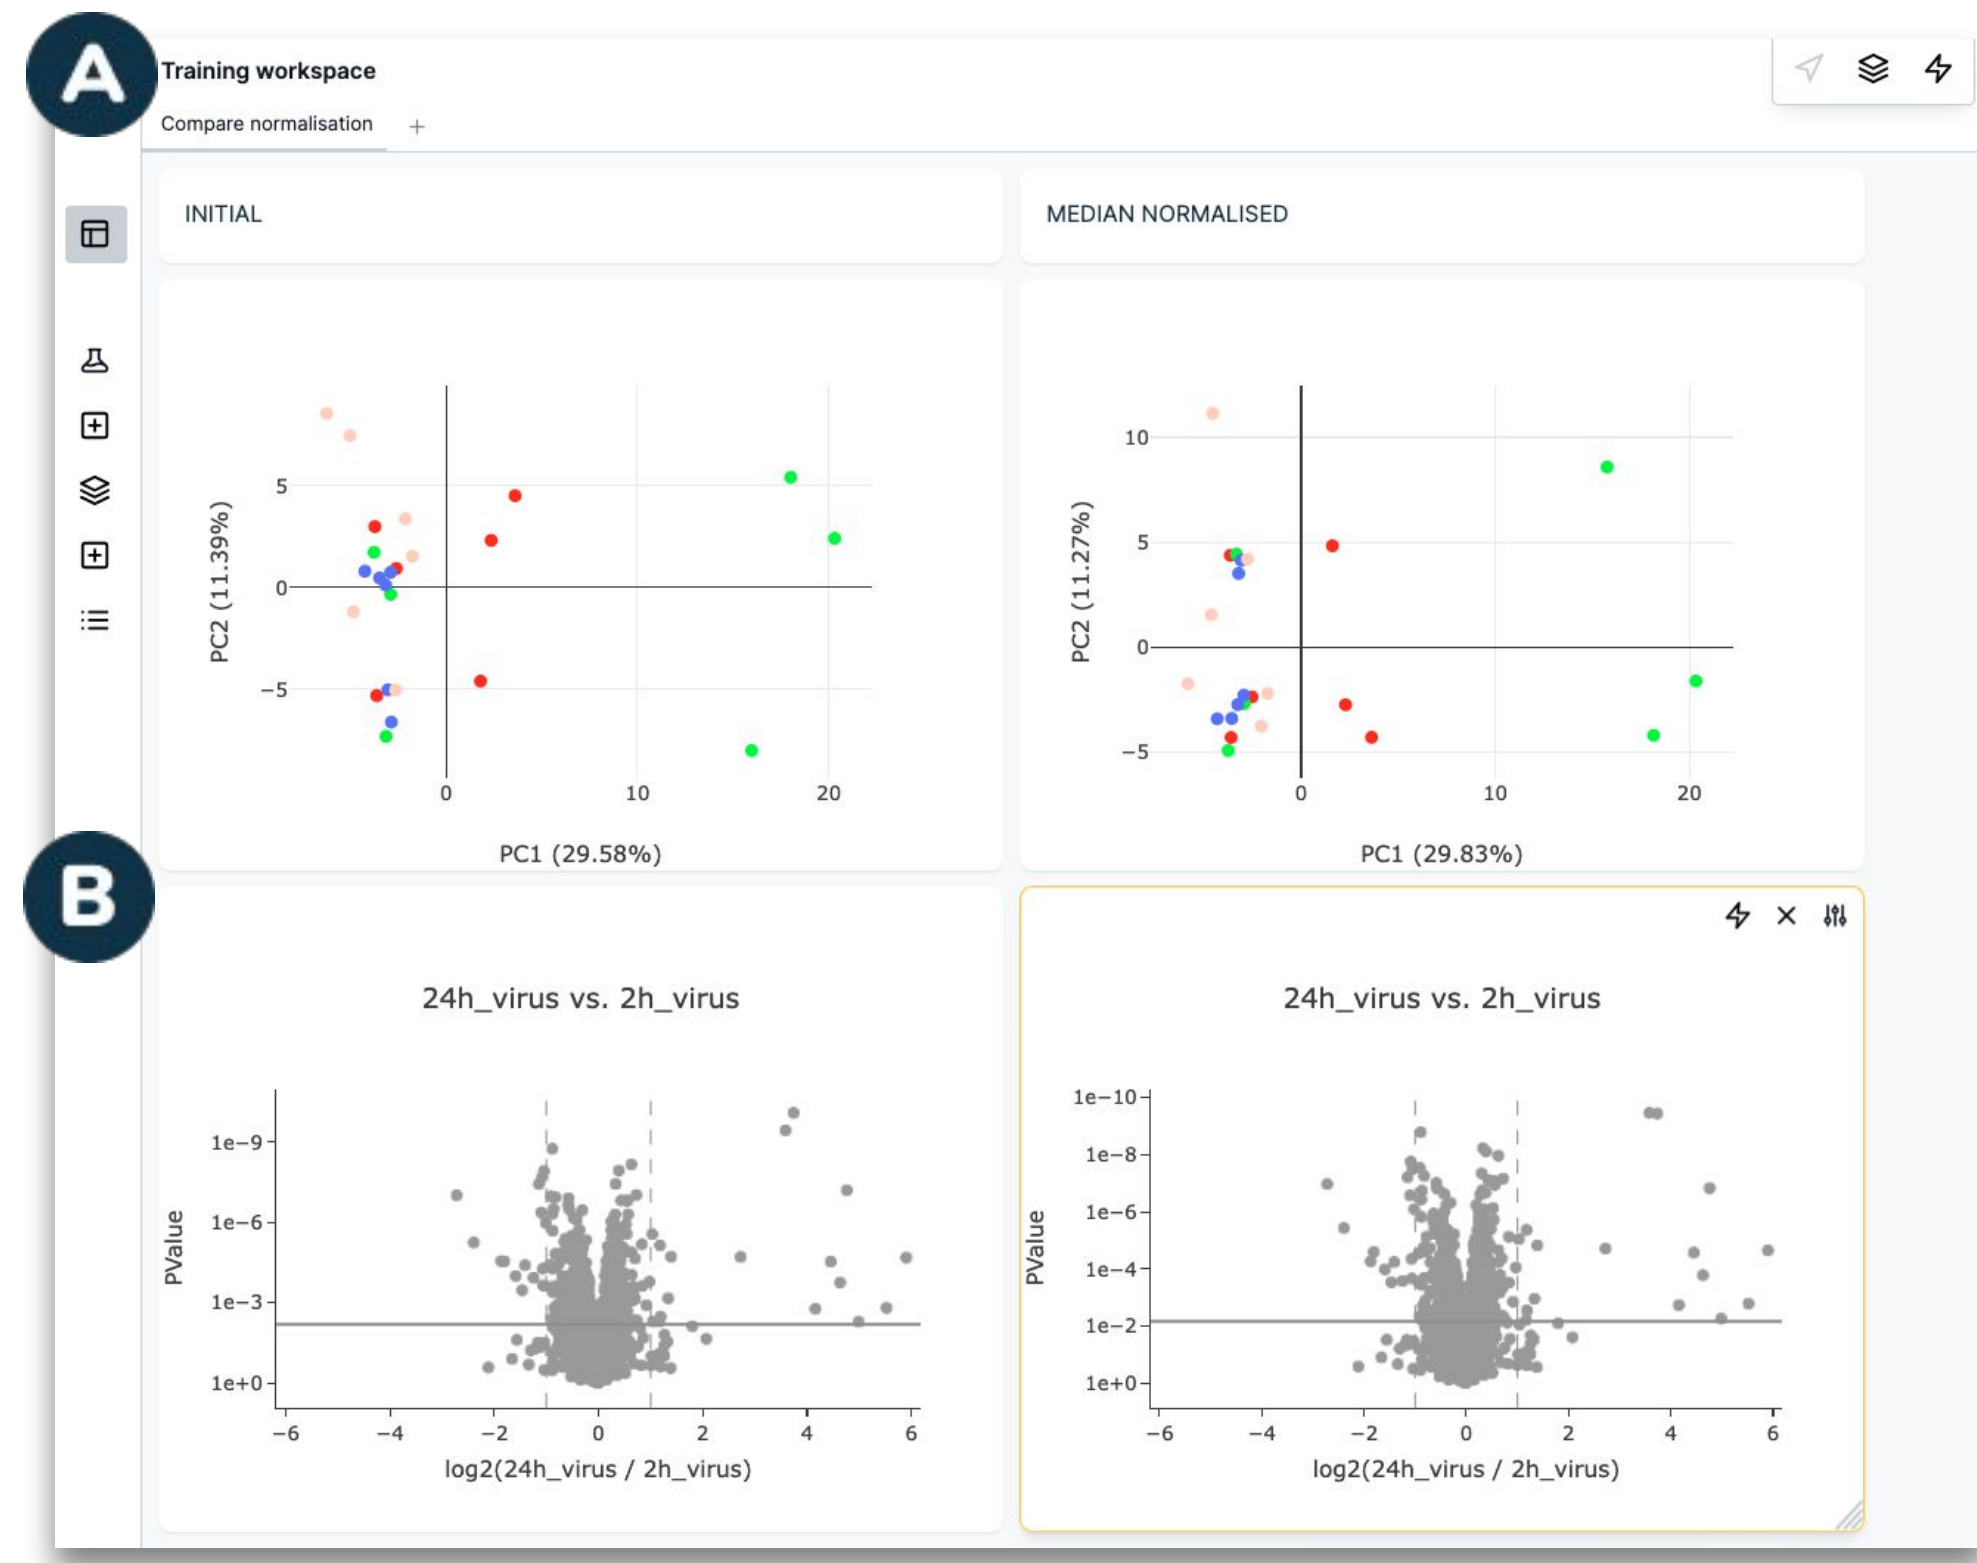 A
Training workspace
Compare normalisation +
INITIAL
MEDIAN NORMALISED
5
0
−5
0 10 20
PC2 (11.39%)
PC1 (29.58%)
10
5
0
−5
0 10 20
PC2 (11.27%)
PC1 (29.83%)
B
24h_virus vs. 2h_virus
1e−9
1e−6
1e−3
1e+0
−6 −4 −2 0 2 4 6
PValue
log2(24h_virus / 2h_virus)
24h_virus vs. 2h_virus
1e−10
1e−8
1e−6
1e−4
1e−2
1e+0
−6 −4 −2 0 2 4 6
PValue
log2(24h_virus / 2h_virus)